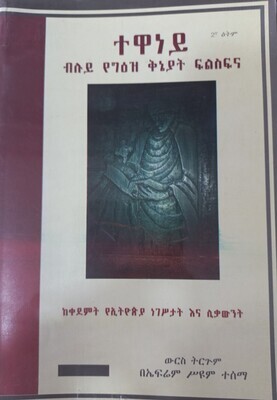 ተዋነይ
ብሉይ የግዕዝ ቅኔያት ፍልስፍና
ከቀደምት የኢትዮጵያ ነገሥታት እና ሊቃውንት
ውርስ ትርጉም
በኤፍሬም ሥዩም ተሰማ